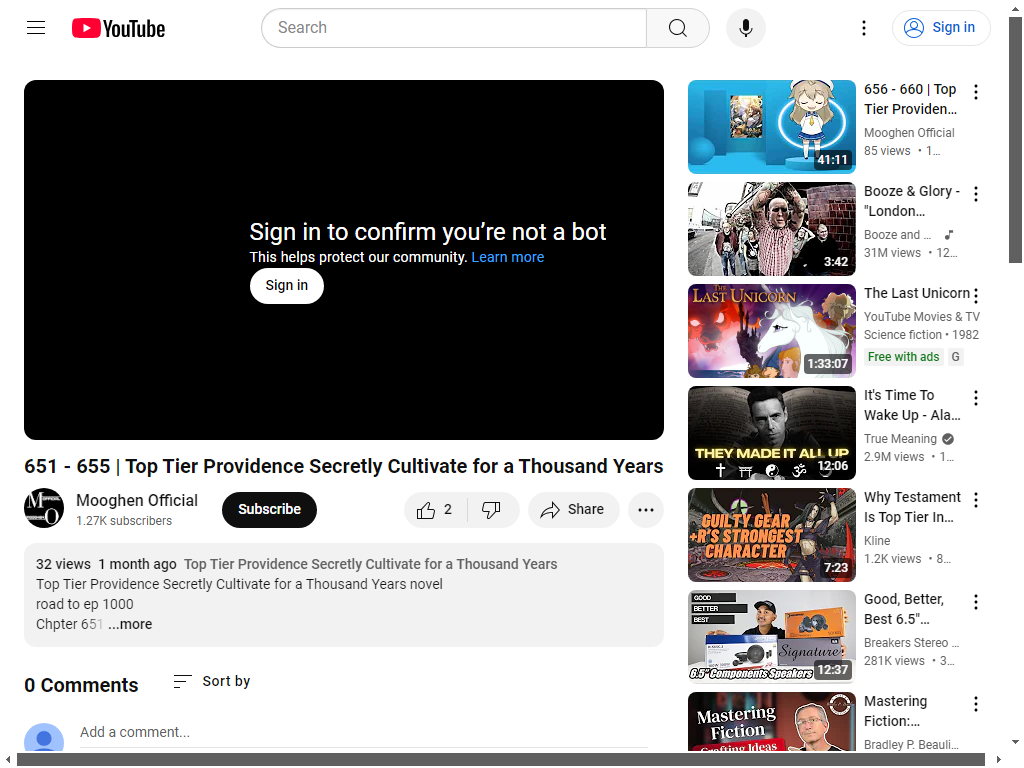 YouTube
Search
Sign in
Sign in to confirm you’re not a bot
This helps protect our community. Learn more
Sign in
651 - 655 | Top Tier Providence Secretly Cultivate for a Thousand Years
Mooghen Official
1.27K subscribers
Subscribe
2
Share
32 views 1 month ago Top Tier Providence Secretly Cultivate for a Thousand Years
Top Tier Providence Secretly Cultivate for a Thousand Years novel
road to ep 1000
Chpter 651 ...more
0 Comments
Sort by
Add a comment...
41:11
656 - 660 | Top
Tier Providen...
Mooghen Official
85 views • 1...
3:42
Booze & Glory -
"London...
Booze and ...
31M views • 12...
THE
LAST UNICORN
1:33:07
The Last Unicorn
YouTube Movies & TV
Science fiction • 1982
Free with ads G
THEY MADE IT ALL UP
12:06
It's Time To
Wake Up - Ala...
True Meaning
2.9M views • 1...
GUILTY GEAR
+R'S STRONGEST
CHARACTER
7:23
Why Testament
Is Top Tier In...
Kline
1.2K views • 8...
GOOD
BETTER
BEST
Signature
6.5" Components Speakers
12:37
Good, Better,
Best 6.5"...
Breakers Stereo ...
281K views • 3...
Mastering
Fiction
Crafting Ideas
Mastering
Fiction:...
Bradley P. Beauli...